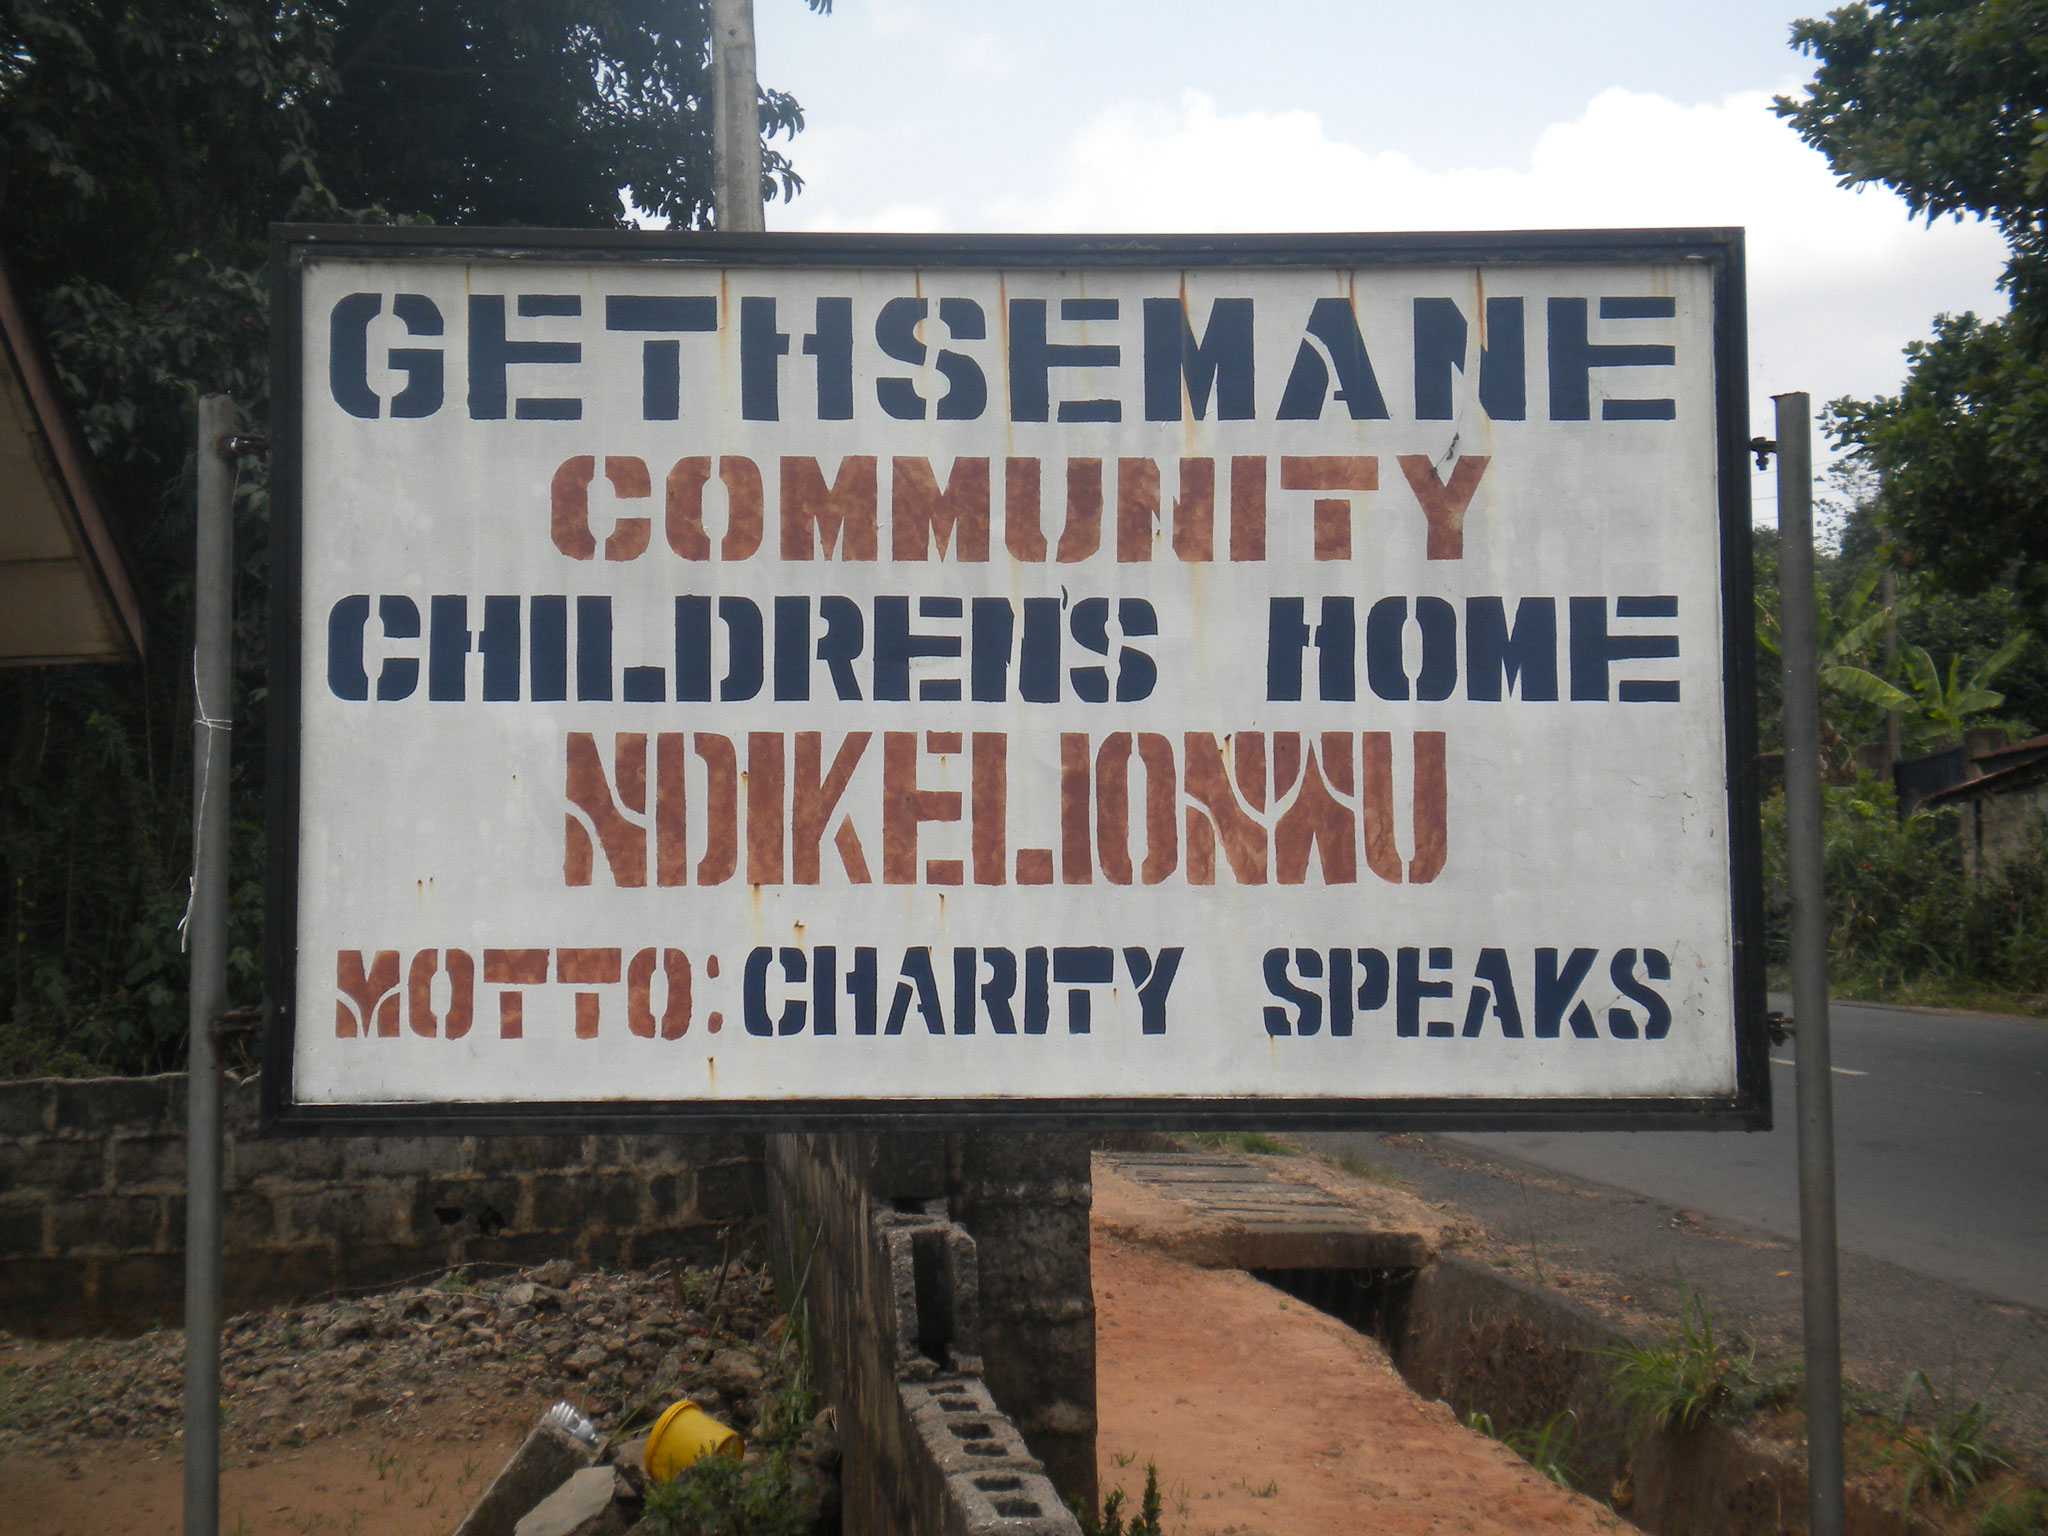 GETHSEMANE
COMMUNITY
CHILDREN'S HOME
NDIKELIONWU
MOTTO: CHARITY SPEAKS